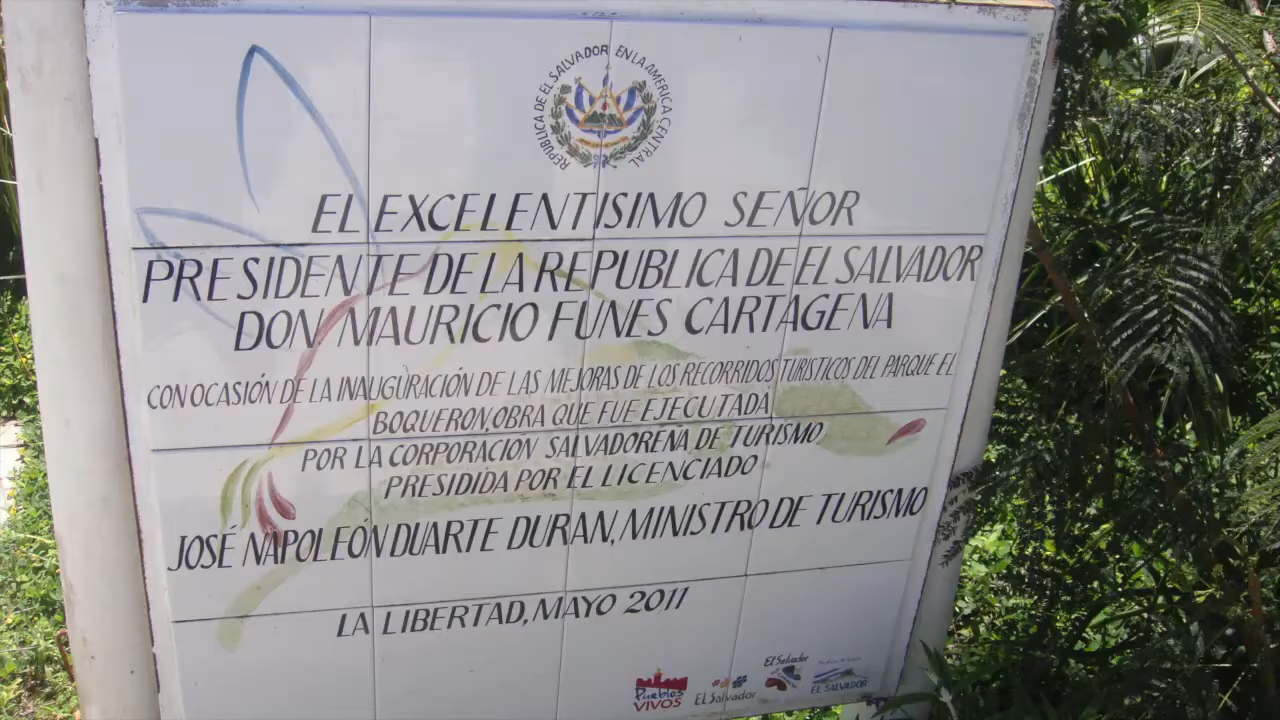 REPUBLICA DE EL SALVADOR EN LA AMERICA CENTRAL
EL EXCELENTISIMO SEÑOR
PRESIDENTE DE LA REPUBLICA DE EL SALVADOR
DON MAURICIO FUNES CARTAGENA
CON OCASIÓN DE LA INAUGURACIÓN DE LAS MEJORAS DE LOS RECORRIDOS TURISTICOS DEL PARQUE EL
BOQUERON, OBRA QUE FUE EJECUTADA
POR LA CORPORACION SALVADOREÑA DE TURISMO
PRESIDIDA POR EL LICENCIADO
JOSÉ NAPOLEÓN DUARTE DURAN, MINISTRO DE TURISMO
LA LIBERTAD, MAYO 2011
Pueblos
VIVOS
El Salvador
El Salvador
EL SALVADOR